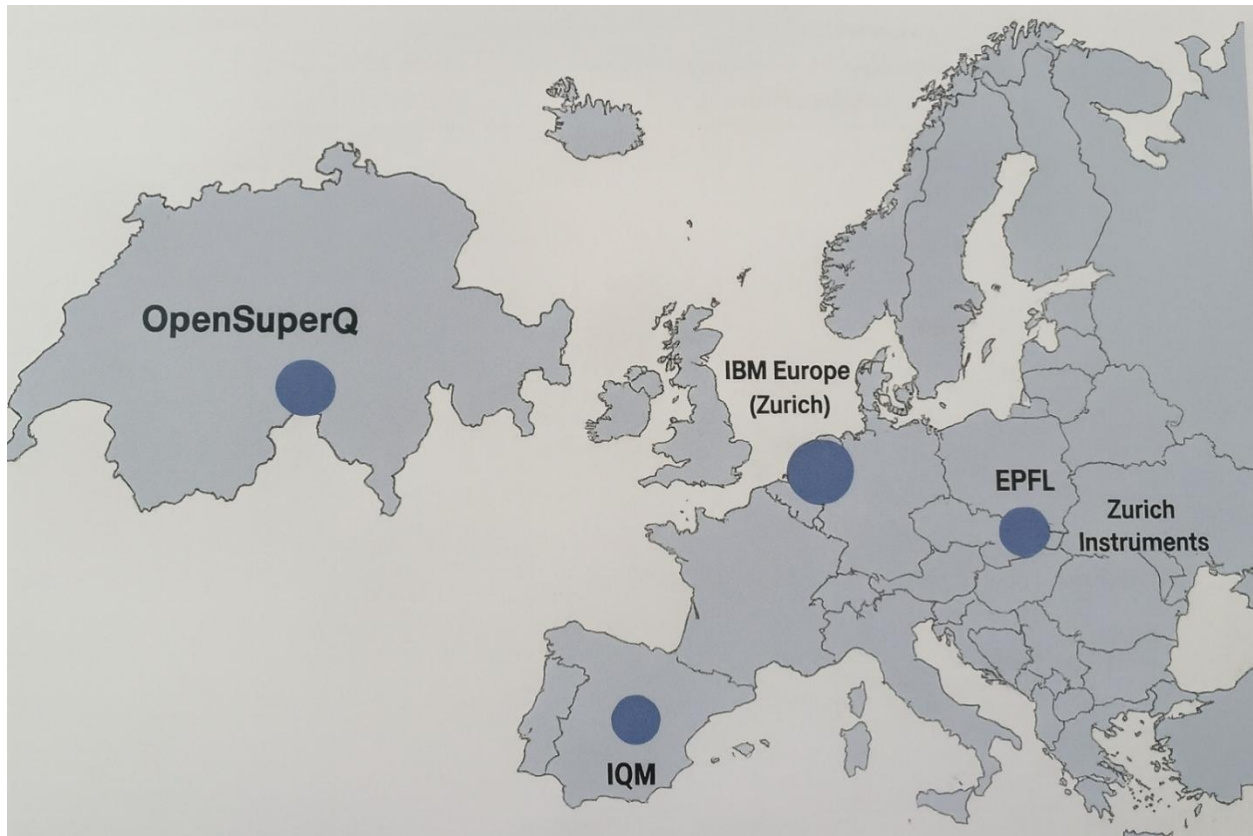 OpenSuperQ
IBM Europe
(Zurich)
EPFL
Zurich
Instruments
IQM